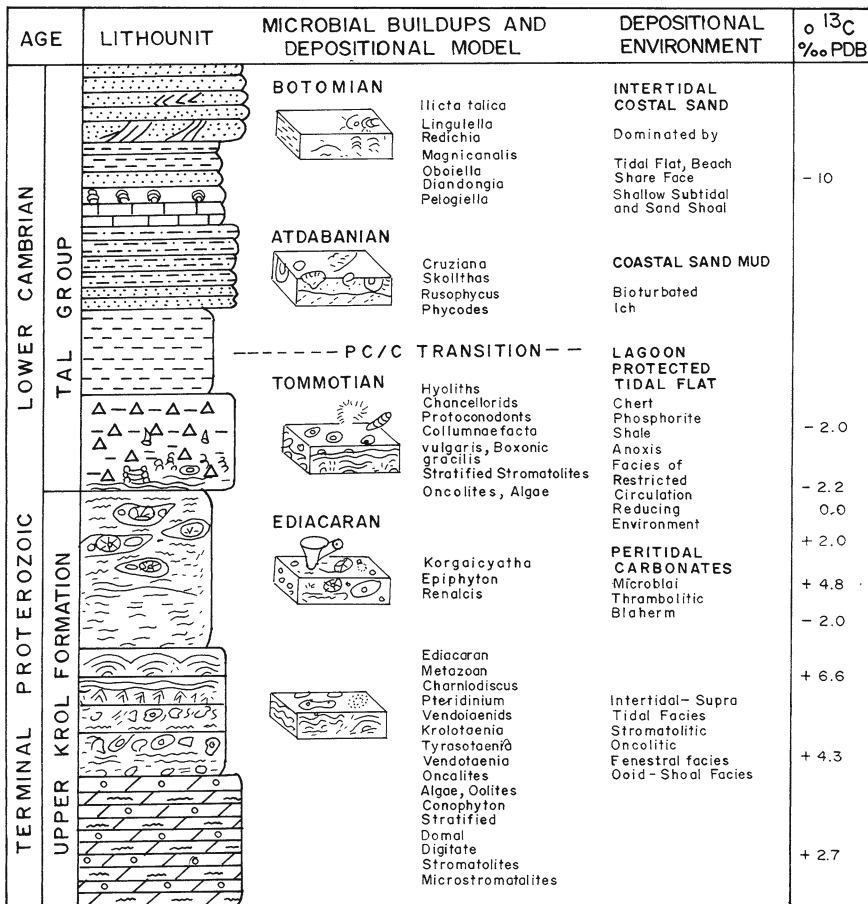 AGE
LITHOUNIT
MICROBIAL BUILDUPS AND
DEPOSITIONAL MODEL
DEPOSITIONAL
ENVIRONMENT
o 13C
‰ PDB
LOWER CAMBRIAN
TERMINAL PROTEROZOIC
TAL GROUP
UPPER KROL FORMATION
BOTOMIAN
Ilicta talica
Lingulella
Redichia
Magnicanalis
Oboiella
Diandongia
Pelogiella
INTERTIDAL
COSTAL SAND
Dominated by
Tidal Flat, Beach
Share Face
Shallow Subtidal
and Sand Shoal
- 10
ATDABANIAN
Cruziana
Skollthas
Rusophycus
Phycodes
COASTAL SAND MUD
Bioturbated
Ich
PC/C TRANSITION
TOMMOTIAN
Hyoliths
Chancellorids
Protoconodonts
Collumnaefacta
vulgaris, Boxonic
gracilis
Stratified Stromatolites
Oncolites, Algae
LAGOON
PROTECTED
TIDAL FLAT
Chert
Phosphorite
Shale
Anoxis
Facies of
Restricted
Circulation
Reducing
Environment
- 2.0
- 2.2
0.0
+ 2.0
EDIACARAN
Korgaicyatha
Epiphyton
Renalcis
PERITIDAL
CARBONATES
Microblai
Thrambolitic
Blaherm
+ 4.8
- 2.0
Ediacaran
Metazoan
Charniodiscus
Pteridinium
Vendoiaenids
Krolotaenia
Tyrasotaenia
Vendotaenia
Oncalites
Algae, Oolites
Conophyton
Stratified
Domal
Digitate
Stromatolites
Microstromatalites
Intertidal- Supra
Tidal Facies
Stromatolitic
Oncolitic
Fenestral facies
Ooid - Shoal Facies
+ 6.6
+ 4.3
+ 2.7